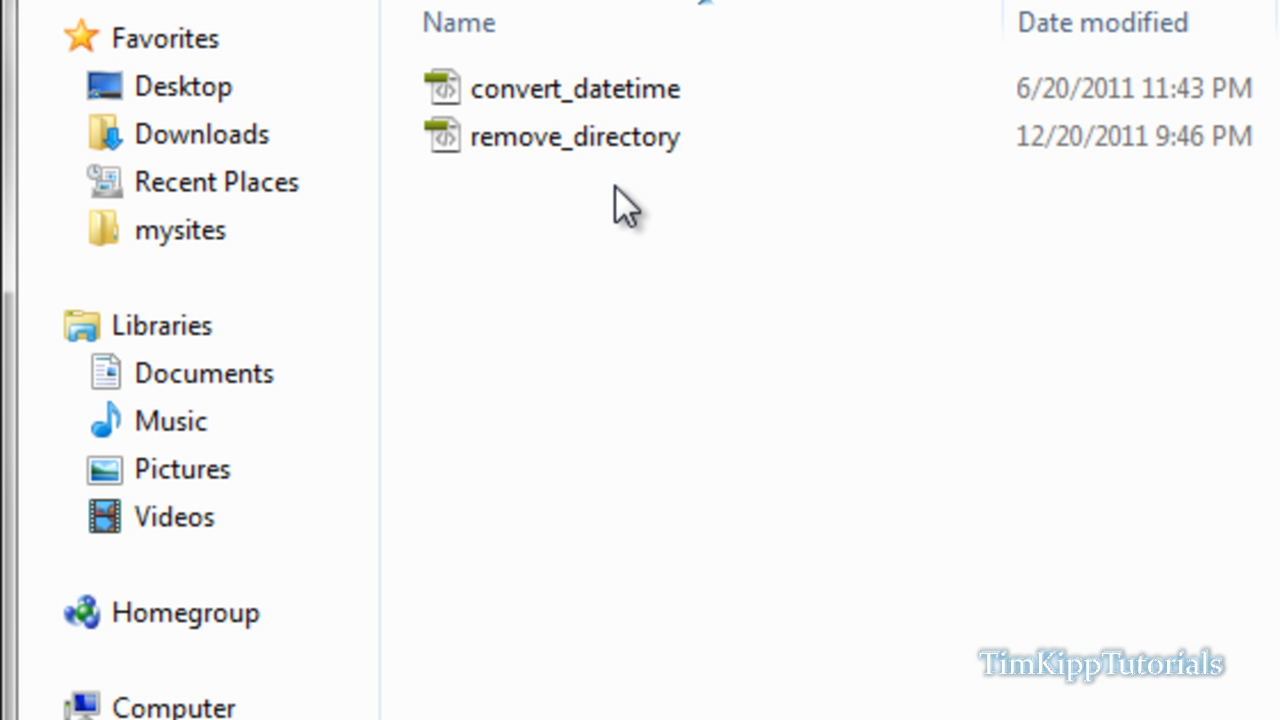 Favorites
Desktop
Downloads
Recent Places
mysites
Libraries
Documents
Music
Pictures
Videos
Homegroup
Computer
Name Date modified
convert_datetime 6/20/2011 11:43 PM
remove_directory 12/20/2011 9:46 PM
TimKippTutorials